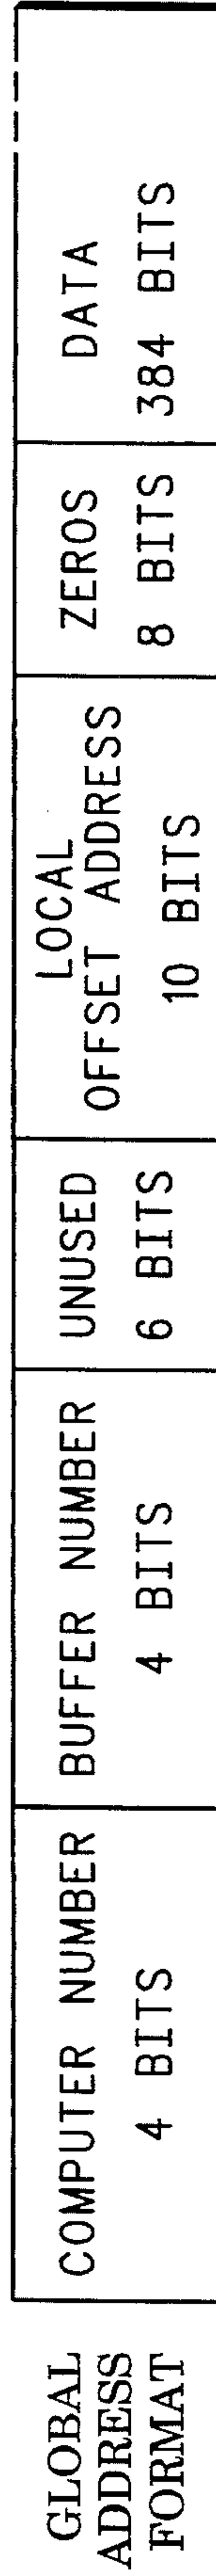 GLOBAL
ADDRESS
FORMAT
COMPUTER NUMBER
4 BITS
BUFFER NUMBER
4 BITS
UNUSED
6 BITS
LOCAL
OFFSET ADDRESS
10 BITS
ZEROS
8 BITS
DATA
384 BITS